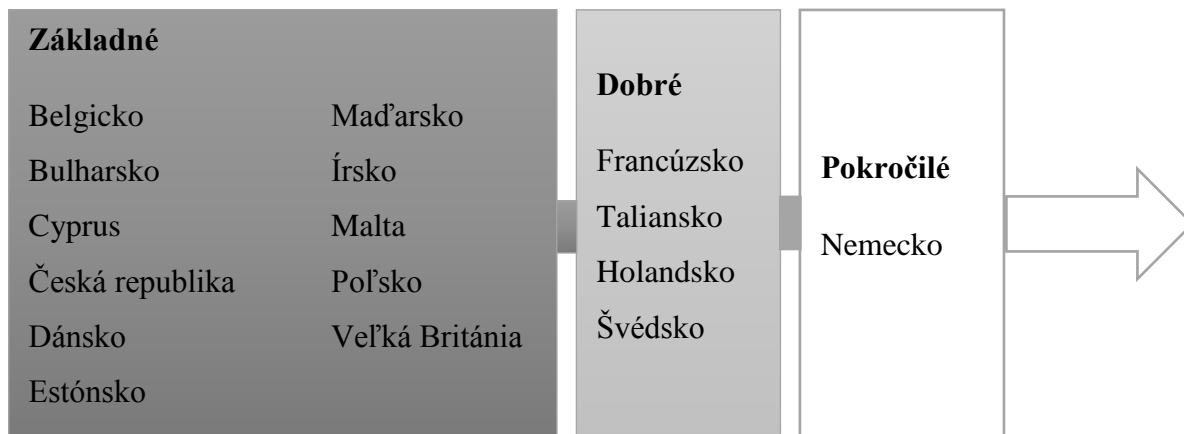 Základné
Belgicko
Bulharsko
Cyprus
Česká republika
Dánsko
Estónsko
Maďarsko
Írsko
Malta
Poľsko
Veľká Británia
Dobré
Francúzsko
Taliansko
Holandsko
Švédsko
Pokročilé
Nemecko